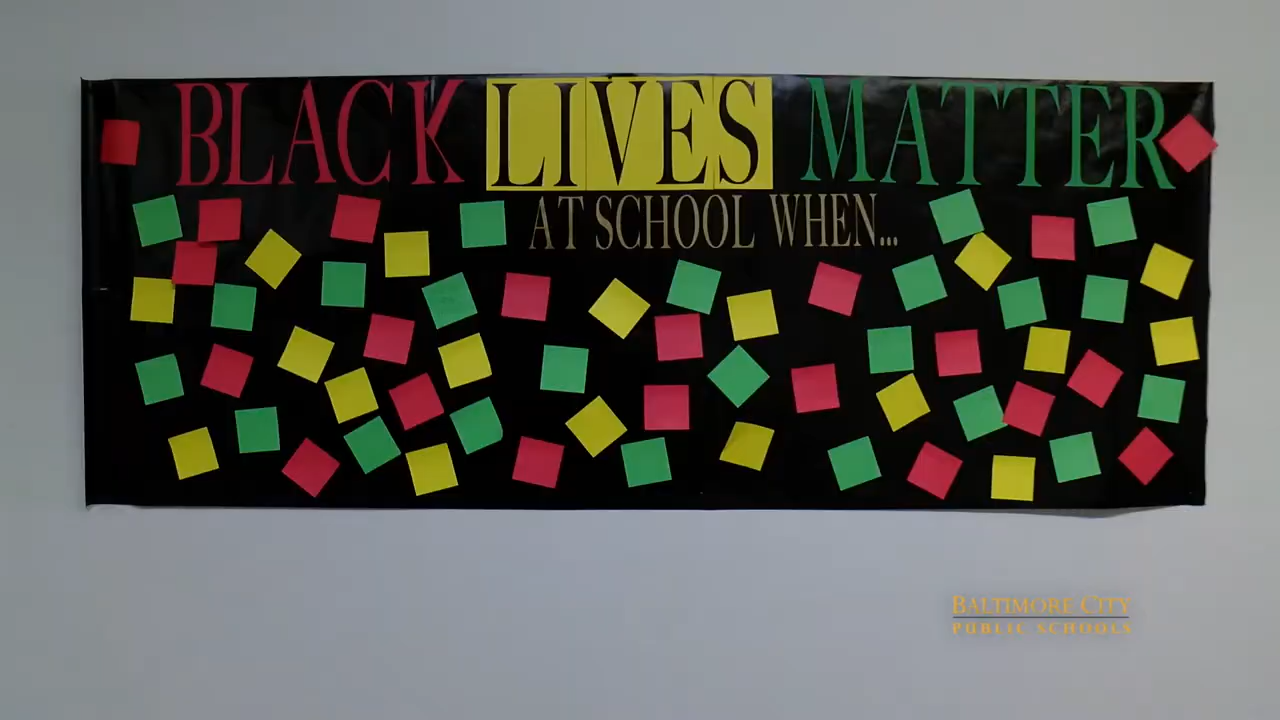 BLACK LIVES MATTER
AT SCHOOL WHEN...
BALTIMORE CITY
PUBLIC SCHOOLS